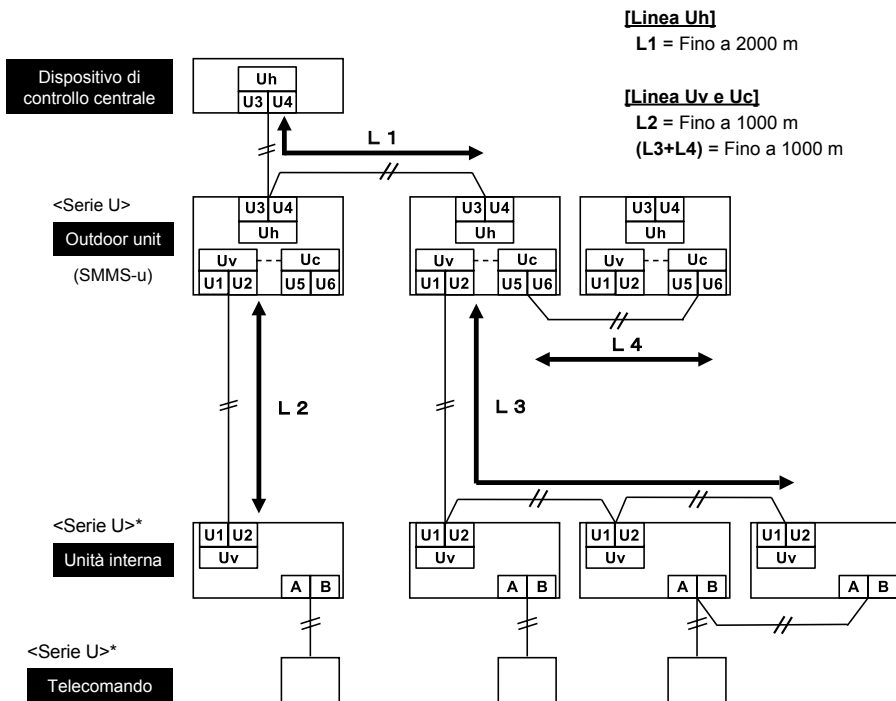 [Linea Uh]
L1 = Fino a 2000 m
[Linea Uv e Uc]
L2 = Fino a 1000 m
(L3+L4) = Fino a 1000 m
Dispositivo di
controllo centrale
Uh
U3 U4
L 1
<Serie U>
Outdoor unit
(SMMS-u)
U3 U4
Uh
Uv Uc
U1 U2 U5 U6
U3 U4
Uh
Uv Uc
U1 U2 U5 U6
U3 U4
Uh
Uv Uc
U1 U2 U5 U6
L 4
L 2
L 3
<Serie U>*
Unità interna
U1 U2
Uv
A B
U1 U2
Uv
A B
U1 U2
Uv
A B
U1 U2
Uv
A B
<Serie U>*
Telecomando